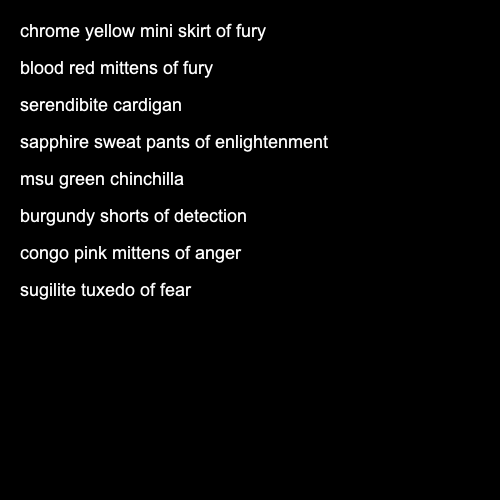 chrome yellow mini skirt of fury
blood red mittens of fury
serendibite cardigan
sapphire sweat pants of enlightenment
msu green chinchilla
burgundy shorts of detection
congo pink mittens of anger
sugilite tuxedo of fear